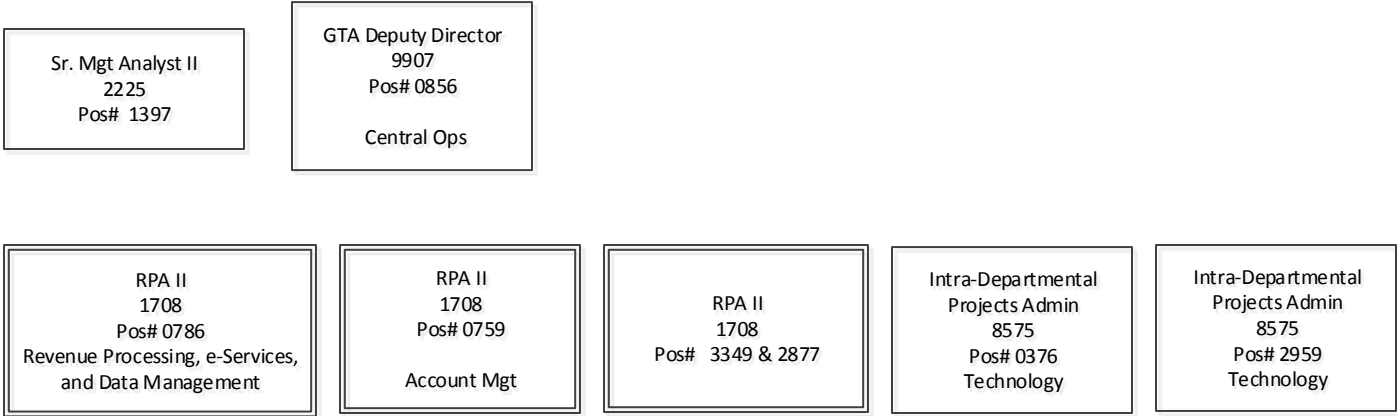 Sr. Mgt Analyst II
2225
Pos# 1397
GTA Deputy Director
9907
Pos# 0856
Central Ops
RPA II
1708
Pos# 0786
Revenue Processing, e-Services,
and Data Management
RPA II
1708
Pos# 0759
Account Mgt
RPA II
1708
Pos# 3349 & 2877
Intra-Departmental
Projects Admin
8575
Pos# 0376
Technology
Intra-Departmental
Projects Admin
8575
Pos# 2959
Technology